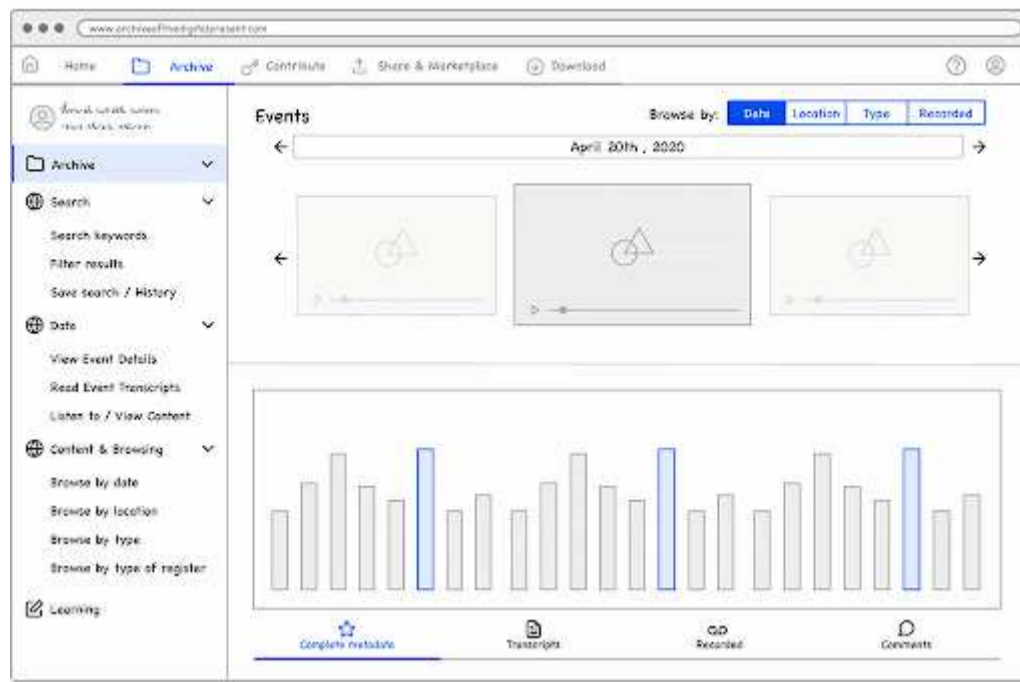 Home Archive Contribute Share & Marketplace Download
Events
Browse by: Date Location Type Recorded
April 20th , 2020
Archive
Search
Search keywords
Filter results
Save search / History
Date
View Event Details
Read Event Transcripts
Listen to / View Content
Content & Browsing
Browse by date
Browse by location
Browse by type
Browse by type of register
Learning
Complete metadata Transcripts Recorded Comments